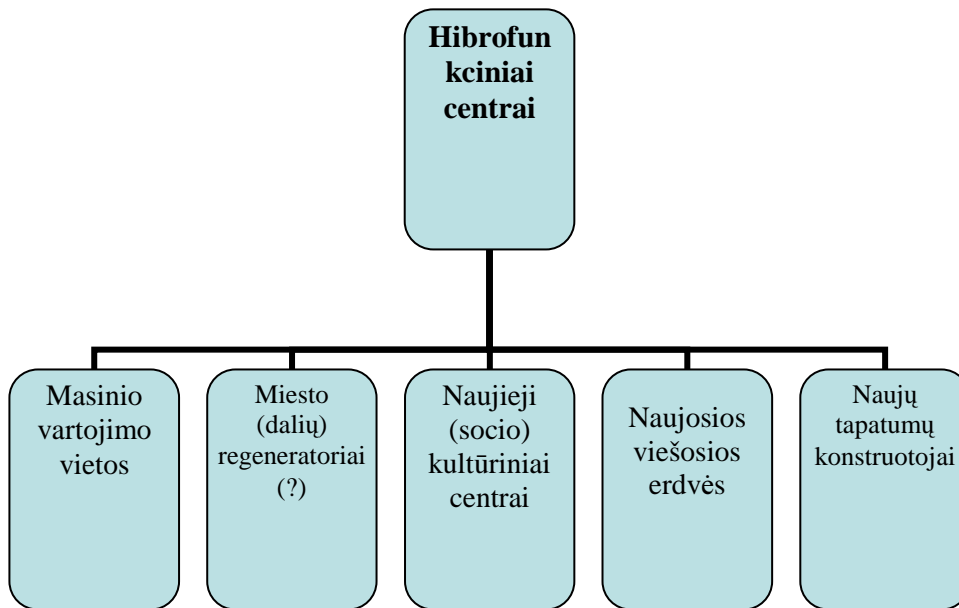 Hibrofun
kciniai
centrai
Masinio
vartojimo
vietos
Miesto
(dalių)
regeneratoriai
(?)
Naujieji
(socio)
kultūriniai
centrai
Naujosios
viešosios
erdvės
Naujų
tapatumų
konstruotojai